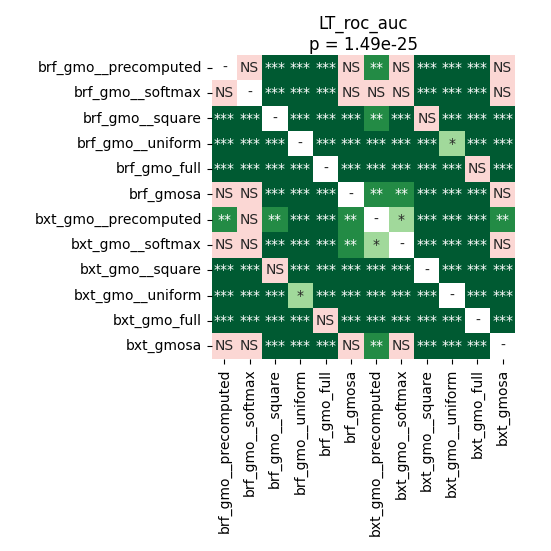 LT_roc_auc
p = 1.49e-25
brf_gmo__precomputed - NS *** *** *** NS ** NS *** *** *** NS
brf_gmo__softmax NS - *** *** *** NS NS NS *** *** *** NS
brf_gmo__square *** *** - *** *** *** ** *** NS *** *** ***
brf_gmo__uniform *** *** *** - *** *** *** *** *** * *** ***
brf_gmo_full *** *** *** *** - *** *** *** *** *** NS ***
brf_gmosa NS NS *** *** *** - ** ** *** *** *** NS
bxt_gmo__precomputed ** NS ** *** *** ** - * *** *** *** **
bxt_gmo__softmax NS NS *** *** *** ** * - *** *** *** NS
bxt_gmo__square *** *** NS *** *** *** *** *** - *** *** ***
bxt_gmo__uniform *** *** *** * *** *** *** *** *** - *** ***
bxt_gmo_full *** *** *** *** NS *** *** *** *** *** - ***
bxt_gmosa NS NS *** *** *** NS ** NS *** *** *** -
brf_gmo__precomputed
brf_gmo__softmax
brf_gmo__square
brf_gmo__uniform
brf_gmo_full
brf_gmosa
bxt_gmo__precomputed
bxt_gmo__softmax
bxt_gmo__square
bxt_gmo__uniform
bxt_gmo_full
bxt_gmosa